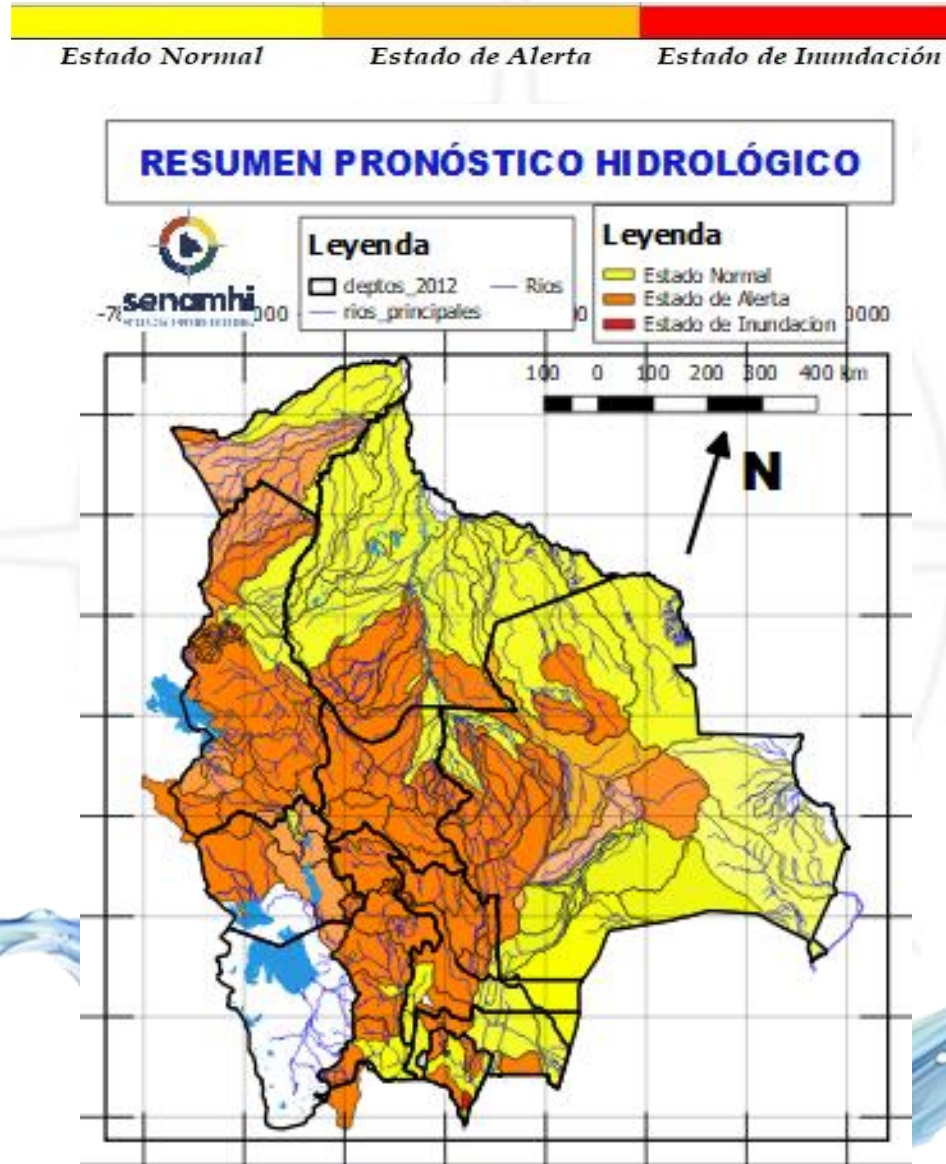 Estado Normal Estado de Alerta Estado de Inundación
RESUMEN PRONÓSTICO HIDROLÓGICO
senamhi
Leyenda
deptos_2012 Rios
rios_principales
Leyenda
Estado Normal
Estado de Alerta
Estado de Inundacion
100 0 100 200 300 400 km
N